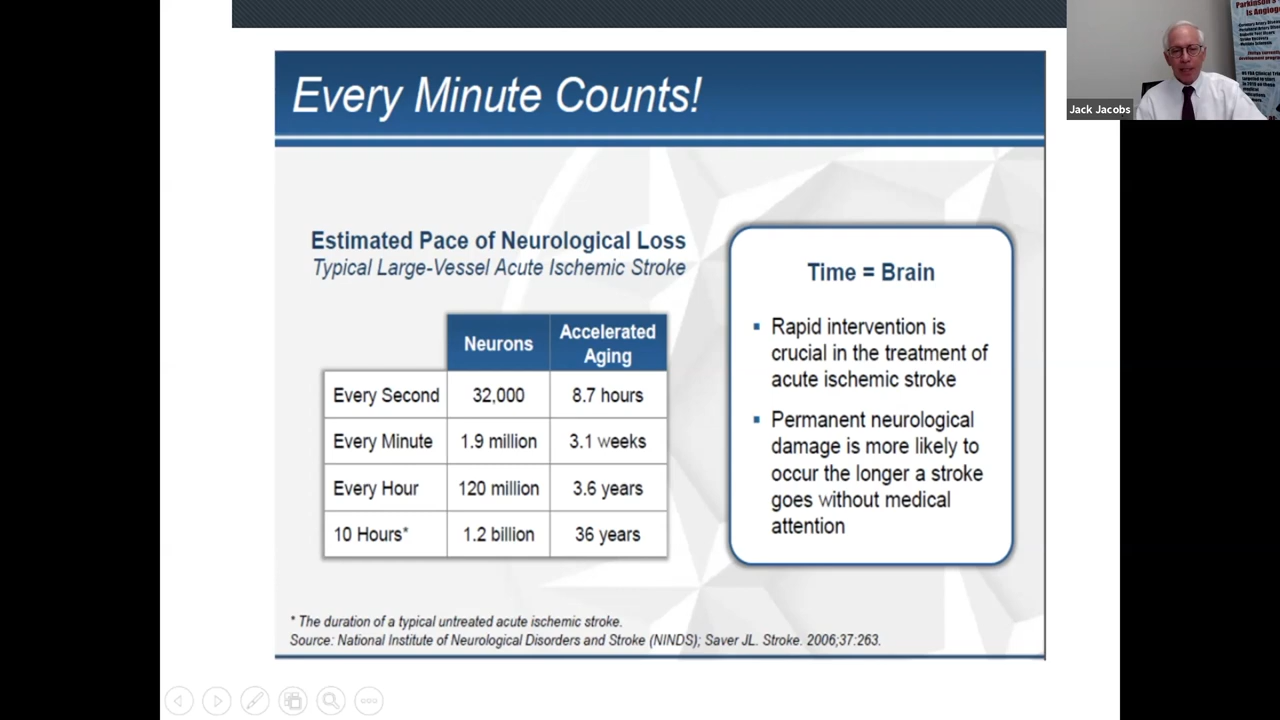 Every Minute Counts!
Estimated Pace of Neurological Loss
Typical Large-Vessel Acute Ischemic Stroke
Neurons
Accelerated
Aging
Every Second 32,000 8.7 hours
Every Minute 1.9 million 3.1 weeks
Every Hour 120 million 3.6 years
10 Hours* 1.2 billion 36 years
Time = Brain
▪ Rapid intervention is
crucial in the treatment of
acute ischemic stroke
▪ Permanent neurological
damage is more likely to
occur the longer a stroke
goes without medical
attention
* The duration of a typical untreated acute ischemic stroke.
Source: National Institute of Neurological Disorders and Stroke (NINDS); Saver JL. Stroke. 2006;37:263.
Jack Jacobs
Parkinson's
Is Angiog